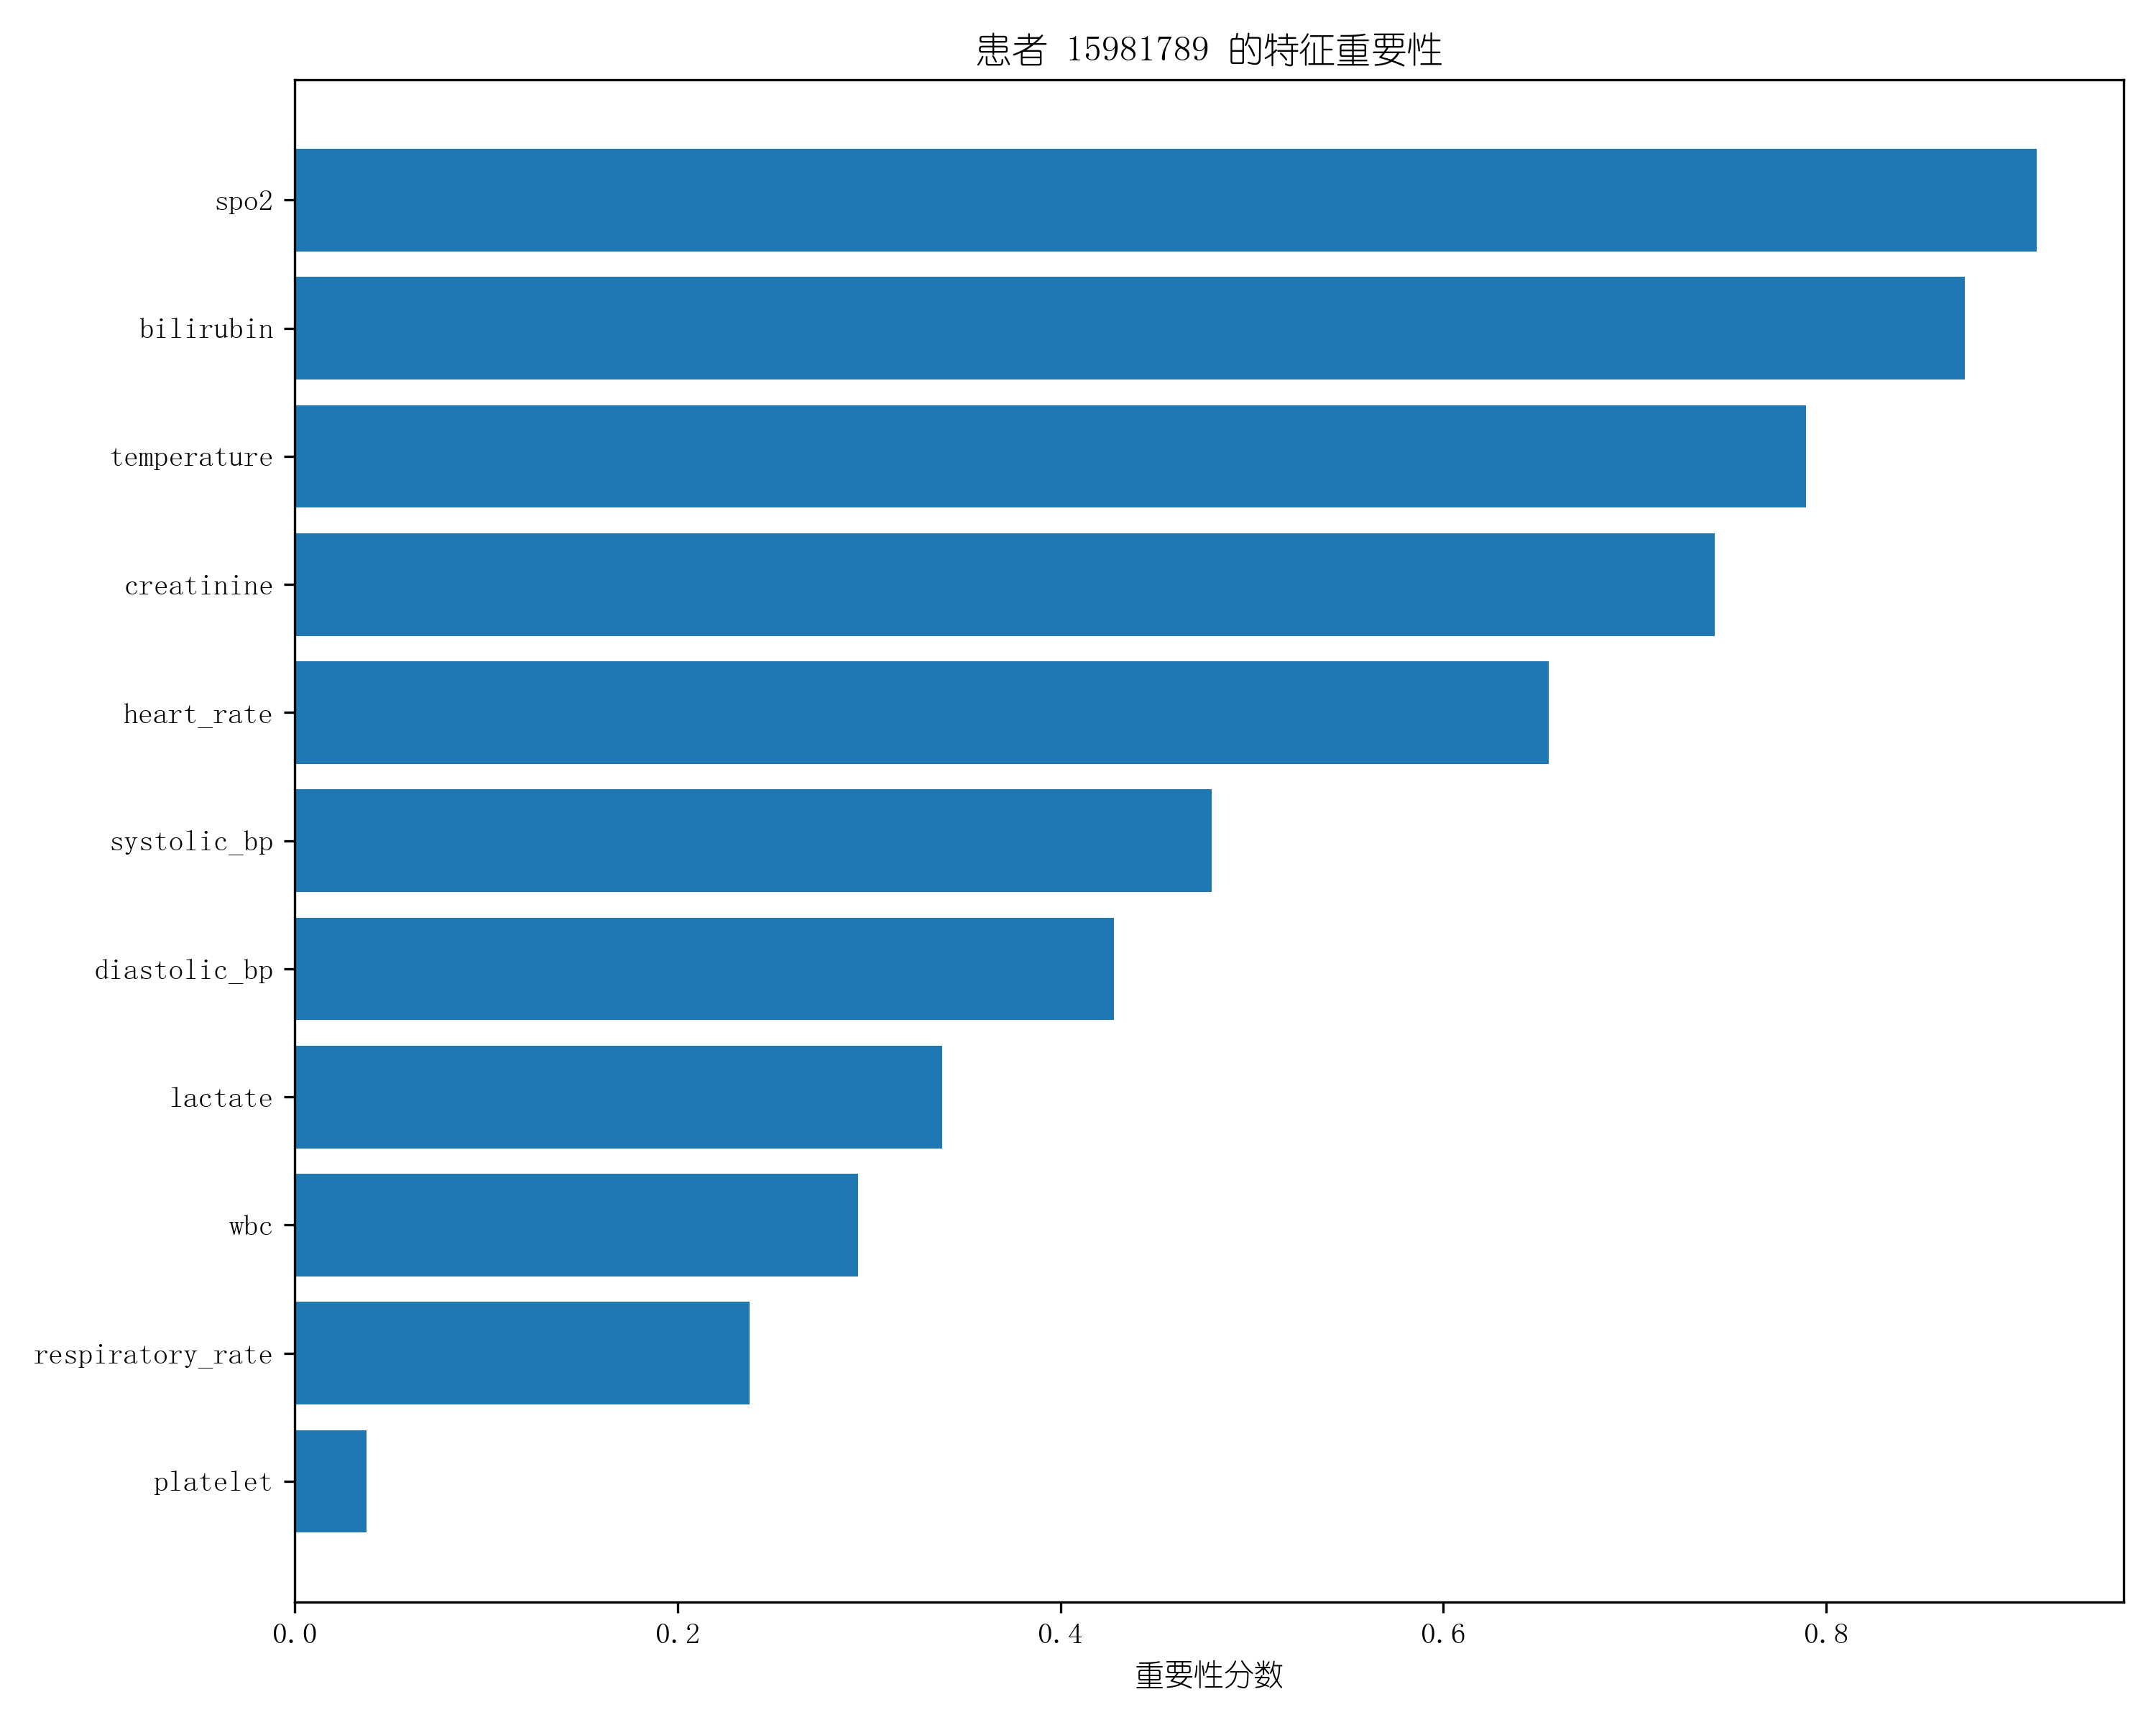 患者 15981789 的特征重要性
spo2
bilirubin
temperature
creatinine
heart_rate
systolic_bp
diastolic_bp
lactate
wbc
respiratory_rate
platelet
0.0 0.2 0.4 0.6 0.8
重要性分数